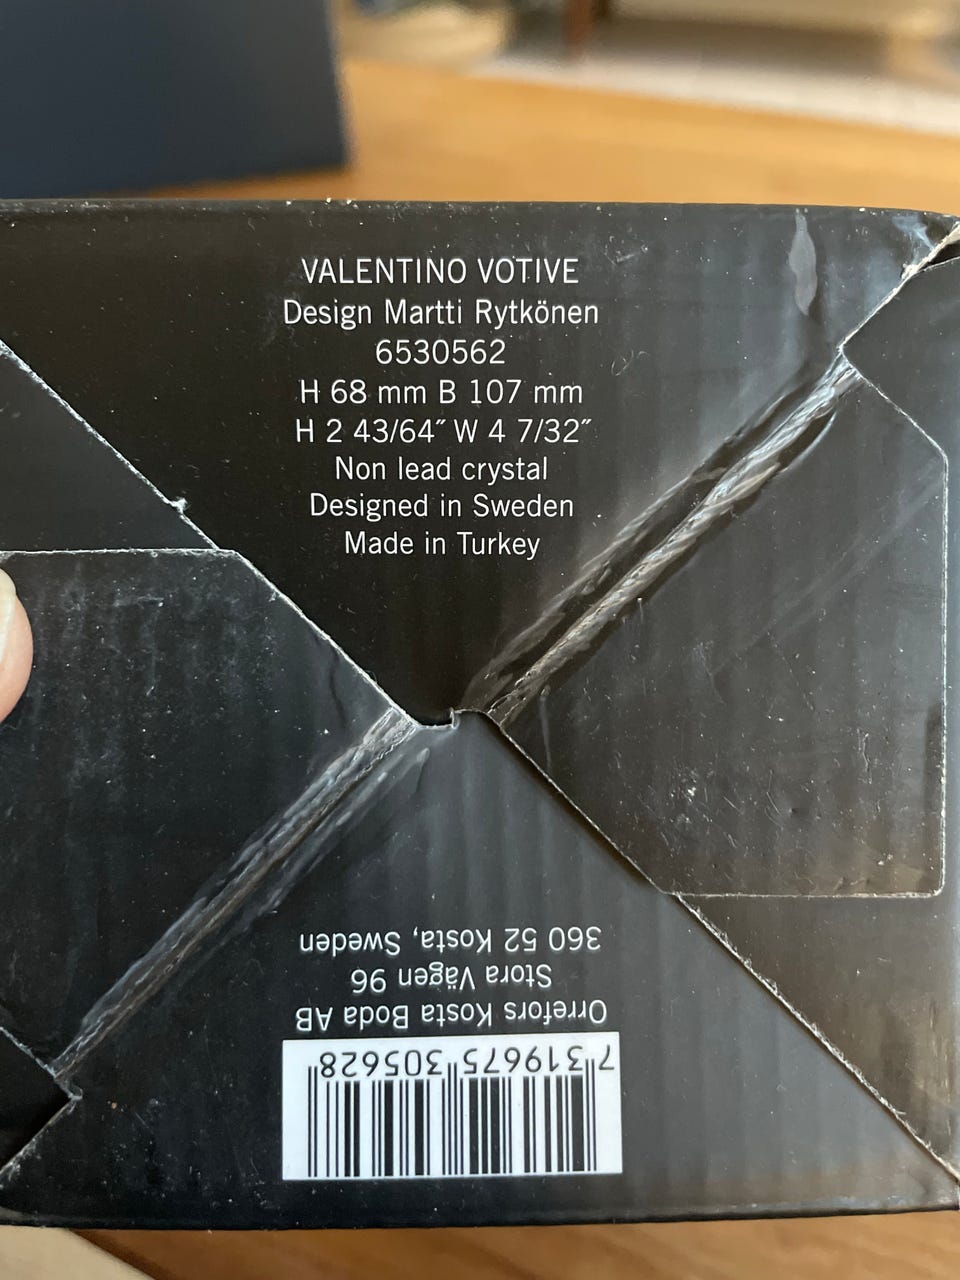 VALENTINO VOTIVE
Design Martti Rytkönen
6530562
H 68 mm B 107 mm
H 2 43/64″ W 4 7/32″
Non lead crystal
Designed in Sweden
Made in Turkey
Orrefors Kosta Boda AB
Stora Vägen 96
360 52 Kosta, Sweden
7 319675 305628